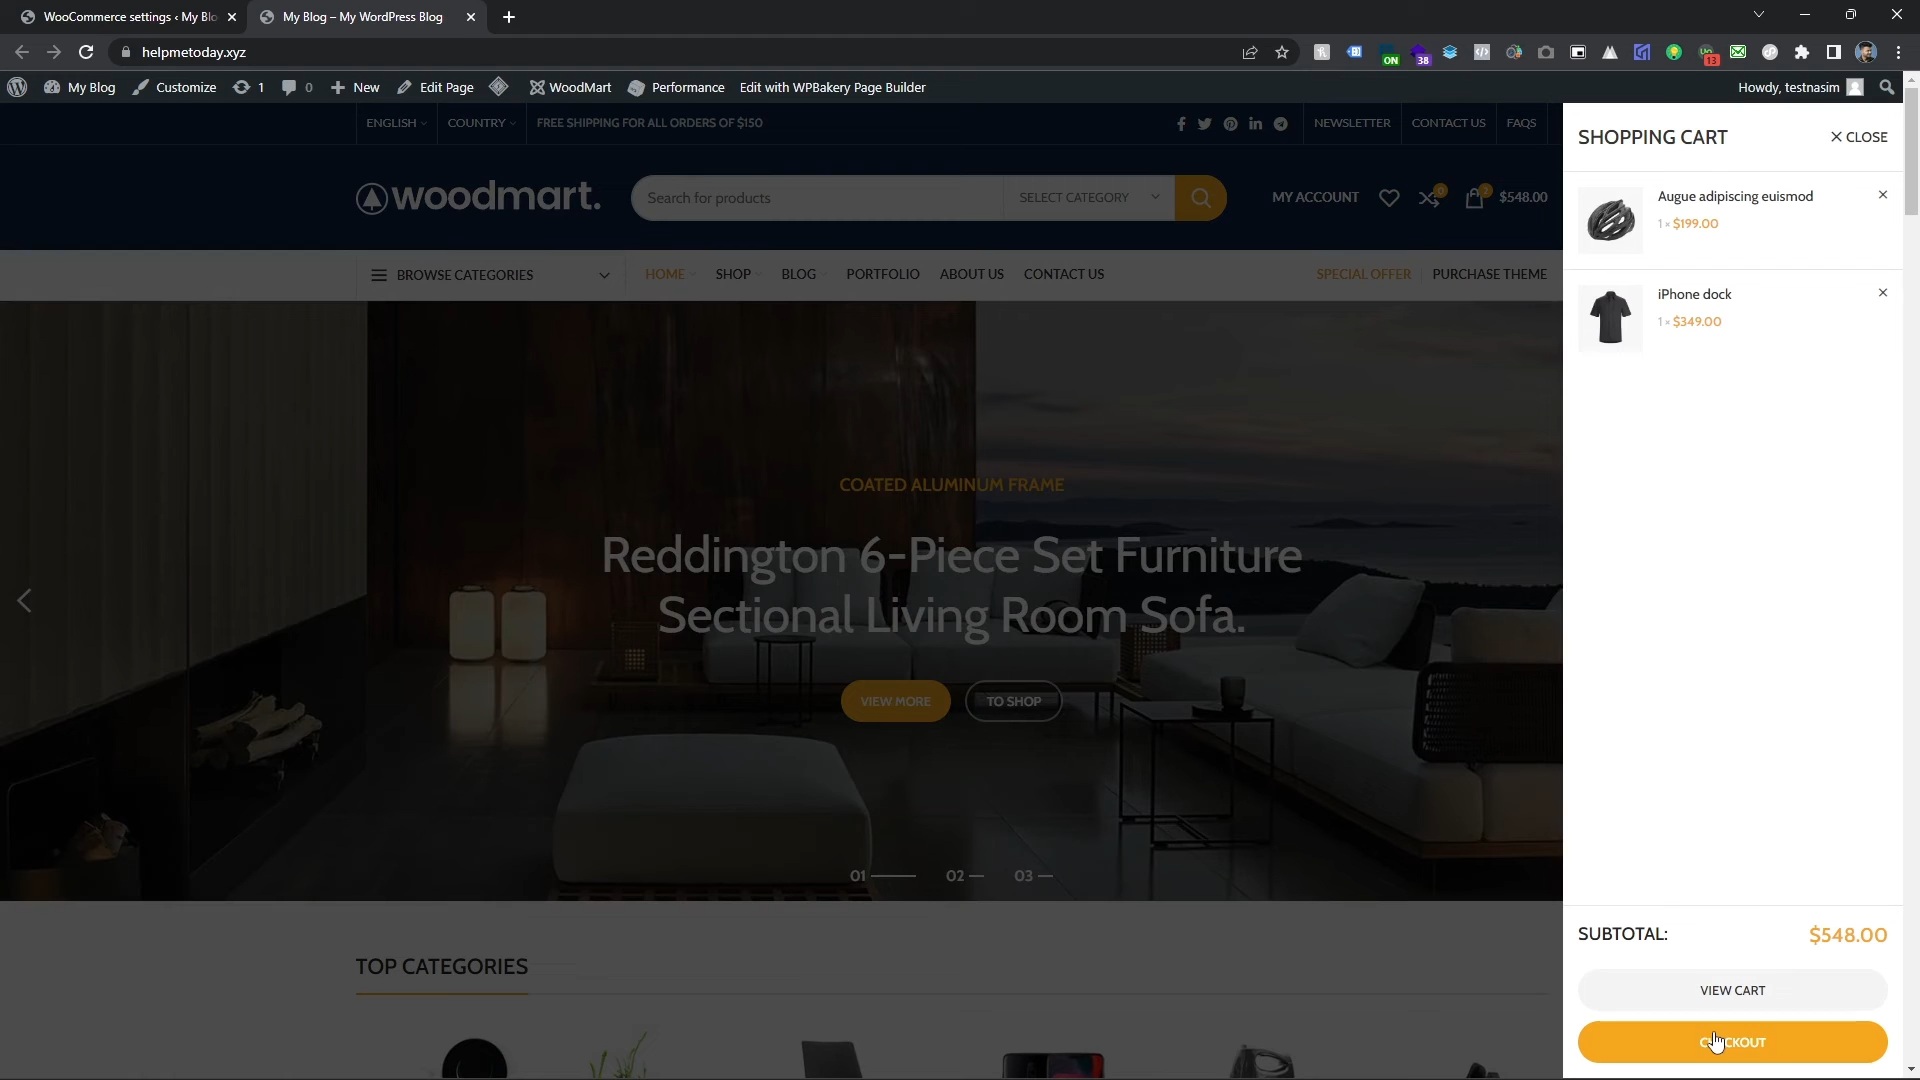 WooCommerce settings ‹ My Blo
My Blog – My WordPress Blog
helpmetoday.xyz
ON
38
13
My Blog
Customize
1
0
New
Edit Page
WoodMart
Performance
Edit with WPBakery Page Builder
Howdy, testnasim
ENGLISH
COUNTRY
FREE SHIPPING FOR ALL ORDERS OF $150
NEWSLETTER
CONTACT US
FAQS
woodmart.
Search for products
SELECT CATEGORY
MY ACCOUNT
0
2
$548.00
BROWSE CATEGORIES
HOME
SHOP
BLOG
PORTFOLIO
ABOUT US
CONTACT US
SPECIAL OFFER
PURCHASE THEME
COATED ALUMINUM FRAME
Reddington 6-Piece Set Furniture
Sectional Living Room Sofa.
VIEW MORE
TO SHOP
01
02
03
TOP CATEGORIES
SHOPPING CART
CLOSE
Augue adipiscing euismod
1 × $199.00
iPhone dock
1 × $349.00
SUBTOTAL:
$548.00
VIEW CART